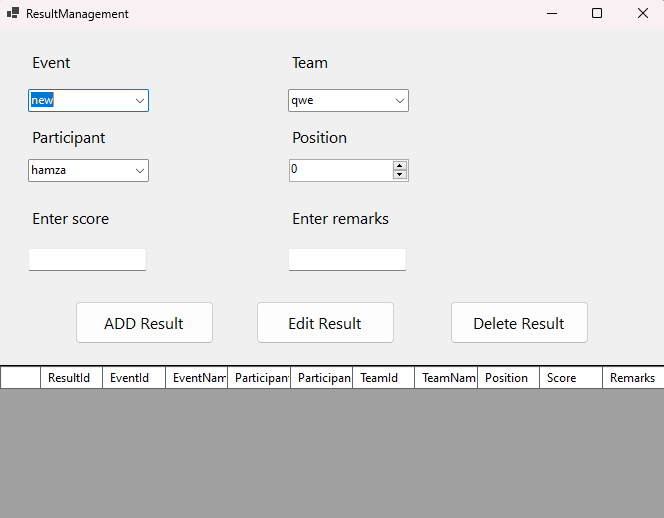 ResultManagement
Event Team
new qwe
Participant Position
hamza 0
Enter score Enter remarks
ADD Result Edit Result Delete Result
ResultId EventId EventNam Participant Participan TeamId TeamNam Position Score Remarks